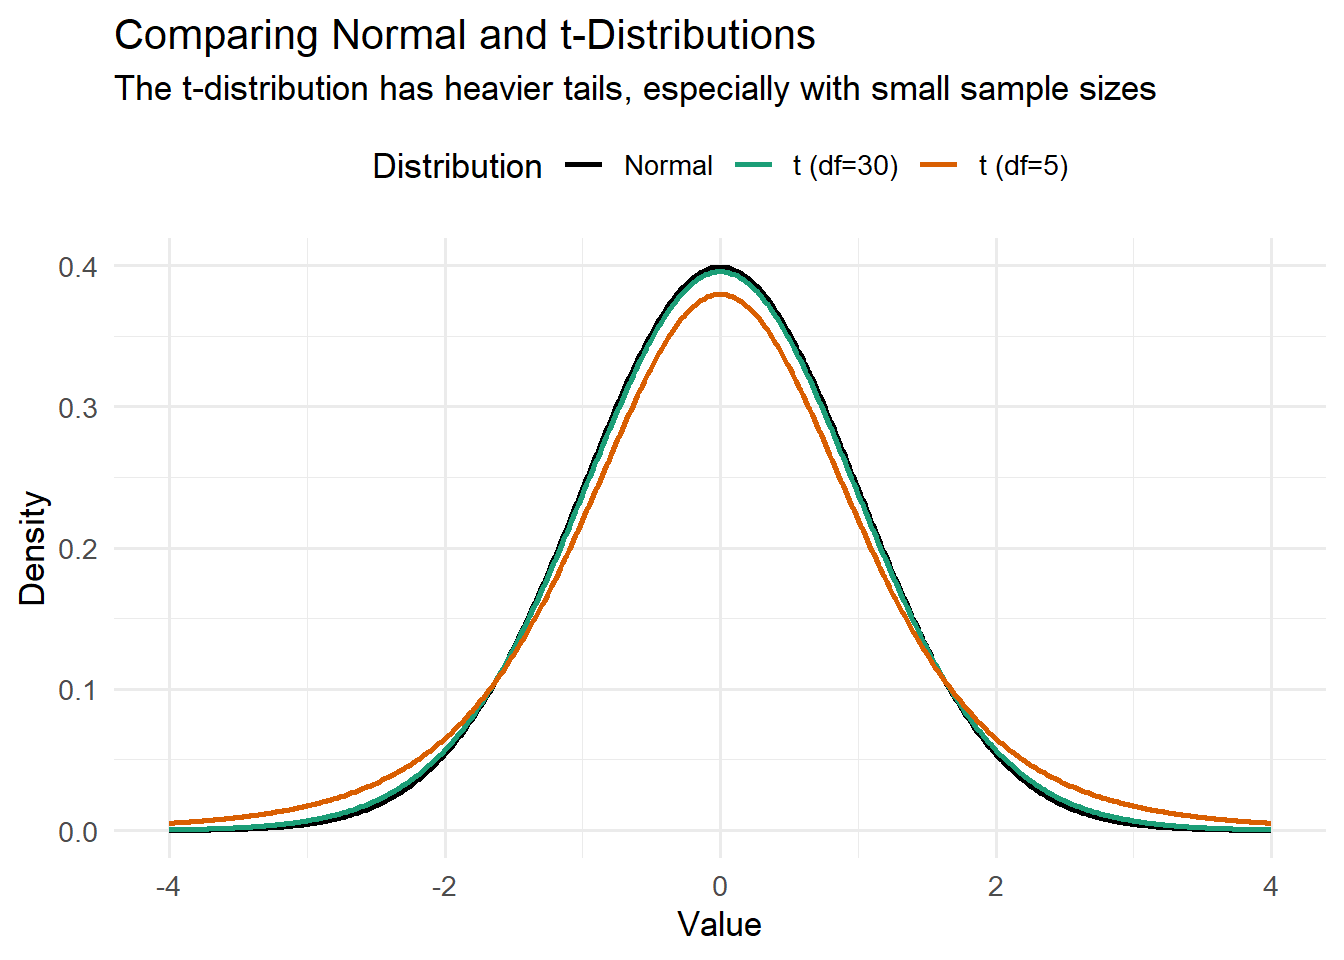 Comparing Normal and t-Distributions
The t-distribution has heavier tails, especially with small sample sizes
Distribution Normal t (df=30) t (df=5)
0.4
0.3
0.2
0.1
0.0
Density
-4 -2 0 2 4
Value